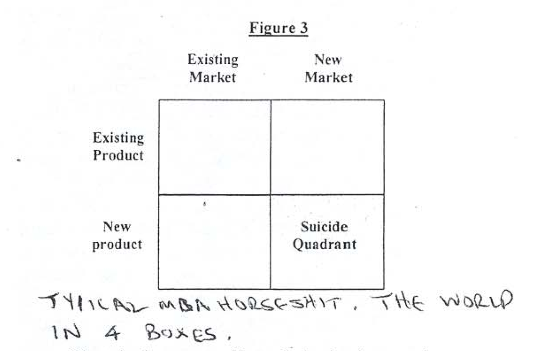 Figure 3
Existing New
Market Market
Existing
Product
New Suicide
product Quadrant
TYPICAL MBA HORSESHIT. THE WORLD
IN 4 BOXES.